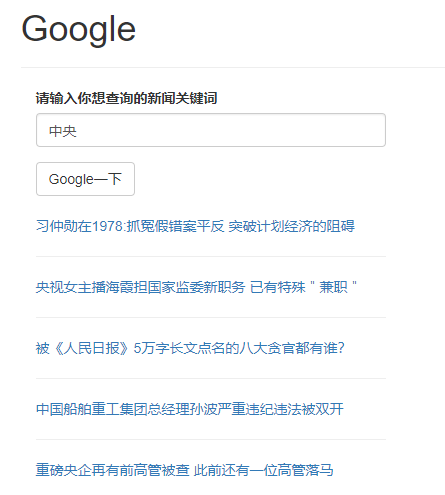 Google
请输入你想查询的新闻关键词
中央
Google一下
习仲勋在1978:抓冤假错案平反 突破计划经济的阻碍
央视女主播海霞担国家监委新职务 已有特殊＂兼职＂
被《人民日报》5万字长文点名的八大贪官都有谁?
中国船舶重工集团总经理孙波严重违纪违法被双开
重磅央企再有前高管被查 此前还有一位高管落马